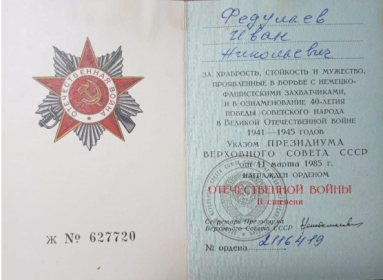 ОТЕЧЕСТВЕННАЯ ВОЙНА
Ж № 627720
Федулаев
Иван
Николаевич
ЗА ХРАБРОСТЬ, СТОЙКОСТЬ И МУЖЕСТВО,
ПРОЯВЛЕННЫЕ В БОРЬБЕ С НЕМЕЦКО-
ФАШИСТСКИМИ ЗАХВАТЧИКАМИ,
И В ОЗНАМЕНОВАНИЕ 40-ЛЕТИЯ
ПОБЕДЫ СОВЕТСКОГО НАРОДА
В ВЕЛИКОЙ ОТЕЧЕСТВЕННОЙ ВОЙНЕ
1941—1945 ГОДОВ
УКАЗОМ ПРЕЗИДИУМА
ВЕРХОВНОГО СОВЕТА СССР
ОТ 11 марта 1985 г.
НАГРАЖДЕН ОРДЕНОМ
ОТЕЧЕСТВЕННОЙ ВОЙНЫ
II степени
Секретарь Президиума
Верховного Совета СССР
№ ордена 2116419